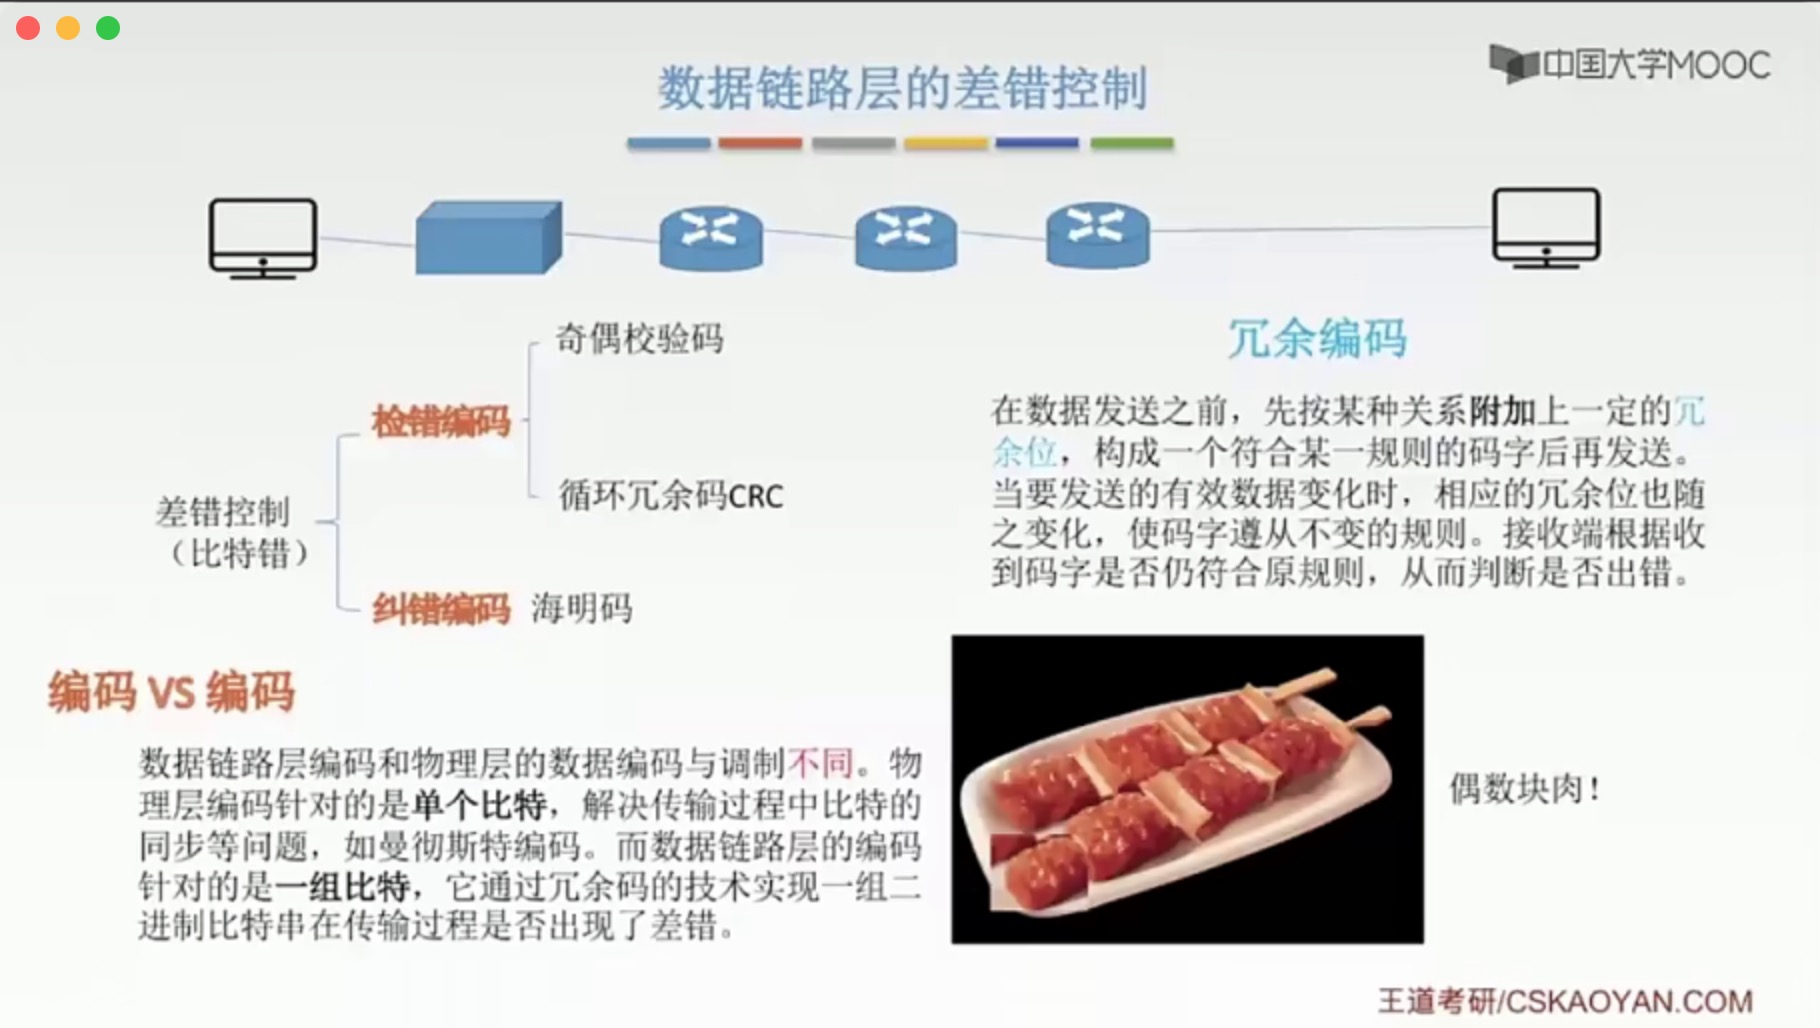 中国大学MOOC
数据链路层的差错控制
奇偶校验码
检错编码
循环冗余码CRC
差错控制
（比特错）
纠错编码 海明码
冗余编码
在数据发送之前，先按某种关系附加上一定的冗
余位，构成一个符合某一规则的码字后再发送。
当要发送的有效数据变化时，相应的冗余位也随
之变化，使码字遵从不变的规则。接收端根据收
到码字是否仍符合原规则，从而判断是否出错。
编码 VS 编码
数据链路层编码和物理层的数据编码与调制不同。物
理层编码针对的是单个比特，解决传输过程中比特的
同步等问题，如曼彻斯特编码。而数据链路层的编码
针对的是一组比特，它通过冗余码的技术实现一组二
进制比特串在传输过程是否出现了差错。
偶数块肉！
王道考研/CSKAOYAN.COM